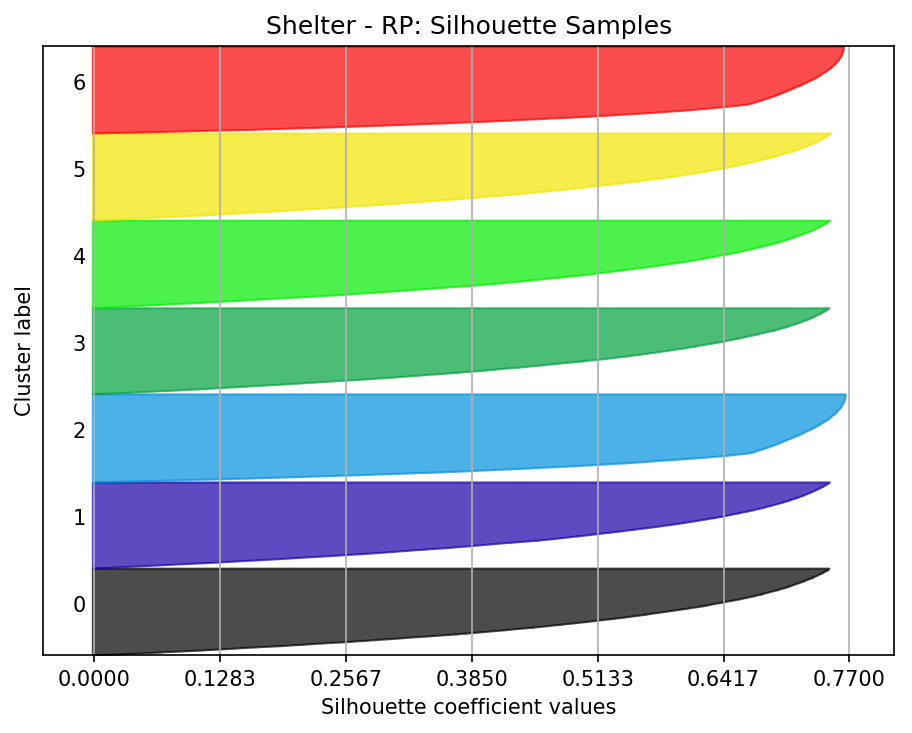 Shelter - RP: Silhouette Samples
Cluster label
6
5
4
3
2
1
0
0.0000 0.1283 0.2567 0.3850 0.5133 0.6417 0.7700
Silhouette coefficient values